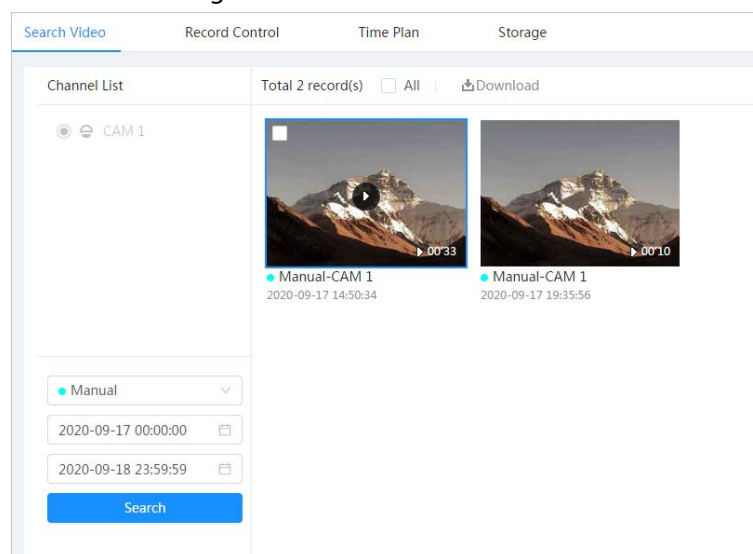 Search Video Record Control Time Plan Storage
Channel List
Total 2 record(s) All Download
CAM 1
00:33
00:10
Manual-CAM 1
2020-09-17 14:50:34
Manual-CAM 1
2020-09-17 19:35:56
Manual
2020-09-17 00:00:00
2020-09-18 23:59:59
Search